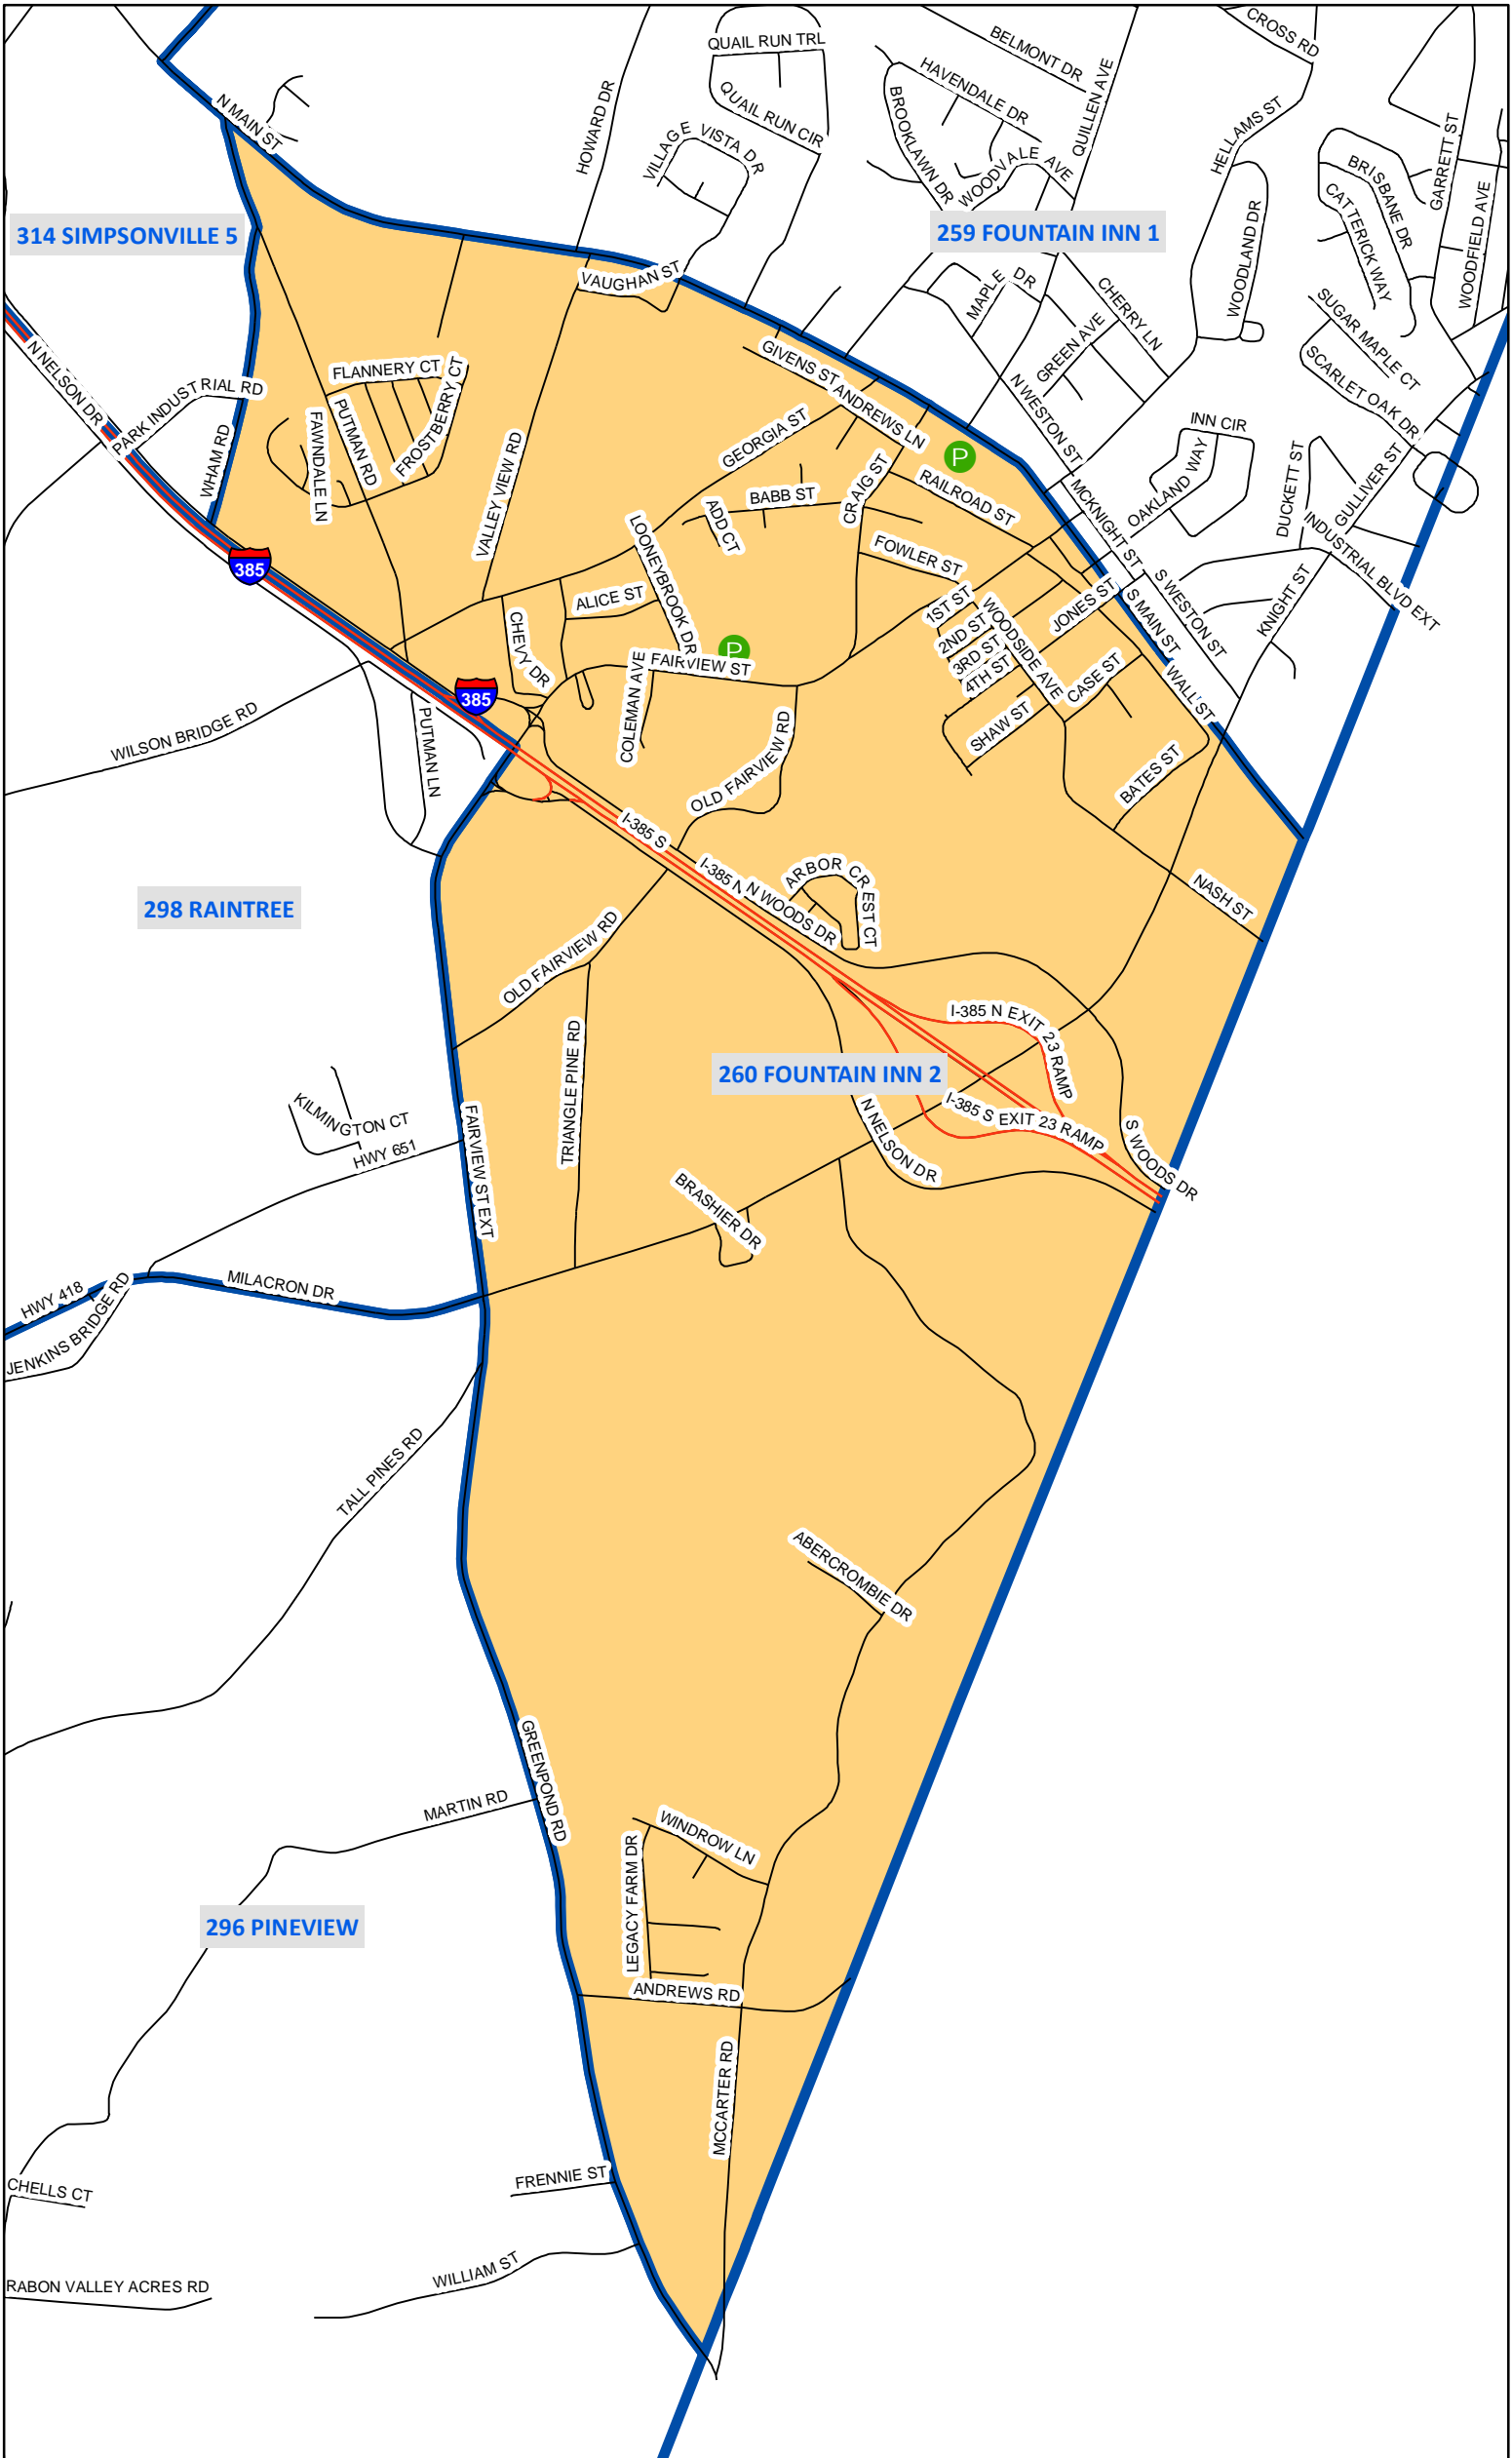 QUAIL RUN TRL
BELMONT DR
CROSS RD
HAVENDALE DR
QUILLEN AVE
HOWARD DR
N MAIN ST
QUAIL RUN CIR
BROOKLAWN DR
HELLAMS ST
GARRETT ST
VILLAGE VISTA DR
WOODVALE AVE
BRISBANE DR
CATTERICK WAY
WOODFIELD AVE
WOODLAND DR
314 SIMPSONVILLE 5
259 FOUNTAIN INN 1
VAUGHAN ST
MAPLE DR
CHERRY LN
SUGAR MAPLE CT
GREEN AVE
SCARLET OAK DR
N NELSON DR
GIVENS ST
ANDREWS LN
N WESTON ST
PARK INDUSTRIAL RD
FLANNERY CT
FROSTBERRY CT
PUTMAN RD
FAWNDALE LN
WHAM RD
VALLEY VIEW RD
GEORGIA ST
P
INN CIR
OAKLAND WAY
DUCKETT ST
GULLIVER ST
CRAIG ST
RAILROAD ST
BABB ST
ADD CT
MCKNIGHT ST
INDUSTRIAL BLVD EXT
385
LOONEYBROOK DR
FOWLER ST
ALICE ST
S WESTON ST
KNIGHT ST
1ST ST
2ND ST
3RD ST
4TH ST
WOODSIDE AVE
JONES ST
S MAIN ST
CHEVY DR
P
FAIRVIEW ST
CASE ST
WALL ST
385
COLEMAN AVE
SHAW ST
WILSON BRIDGE RD
PUTMAN LN
OLD FAIRVIEW RD
BATES ST
I-385 S
I-385 N
N WOODS DR
ARBOR CREST CT
NASH ST
298 RAINTREE
OLD FAIRVIEW RD
I-385 N EXIT 23 RAMP
TRIANGLE PINE RD
260 FOUNTAIN INN 2
KILMINGTON CT
HWY 651
FAIRVIEW ST EXT
N NELSON DR
I-385 S EXIT 23 RAMP
S WOODS DR
BRASHIER DR
MILACRON DR
HWY 418
JENKINS BRIDGE RD
TALL PINES RD
ABERCROMBIE DR
GREENPOND RD
MARTIN RD
WINDROW LN
LEGACY FARM DR
296 PINEVIEW
ANDREWS RD
MCCARTER RD
FRENNIE ST
CHELLS CT
WILLIAM ST
RABON VALLEY ACRES RD